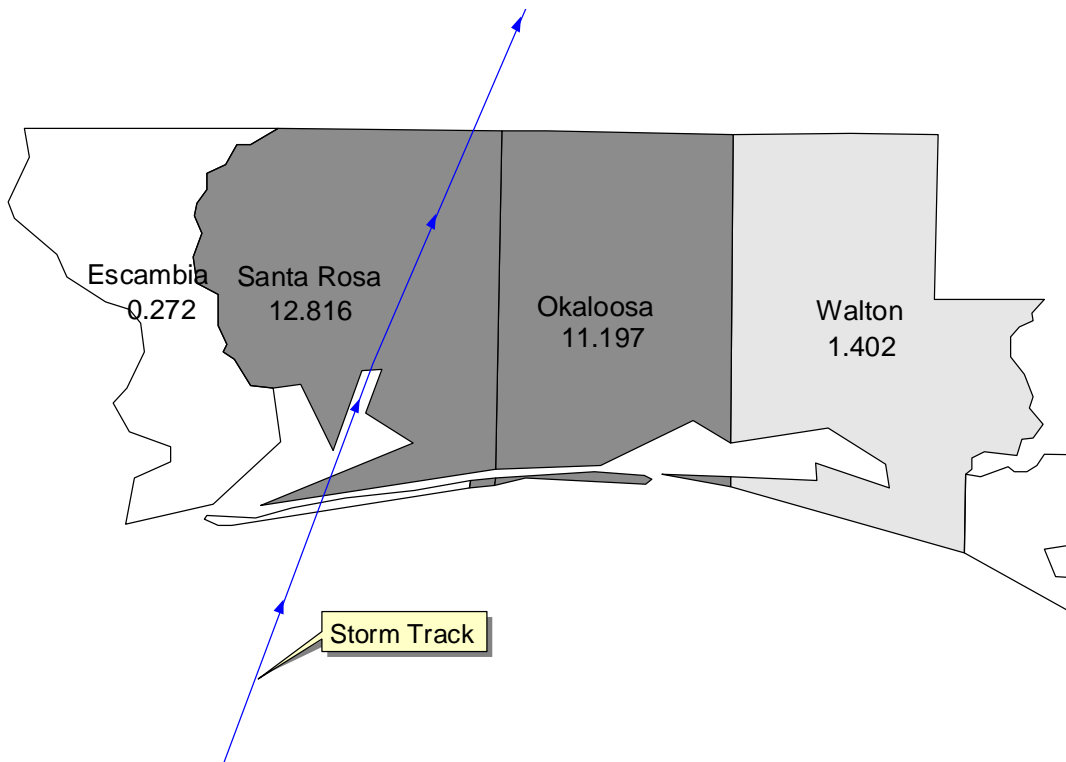 Escambia
0.272
Santa Rosa
12.816
Okaloosa
11.197
Walton
1.402
Storm Track